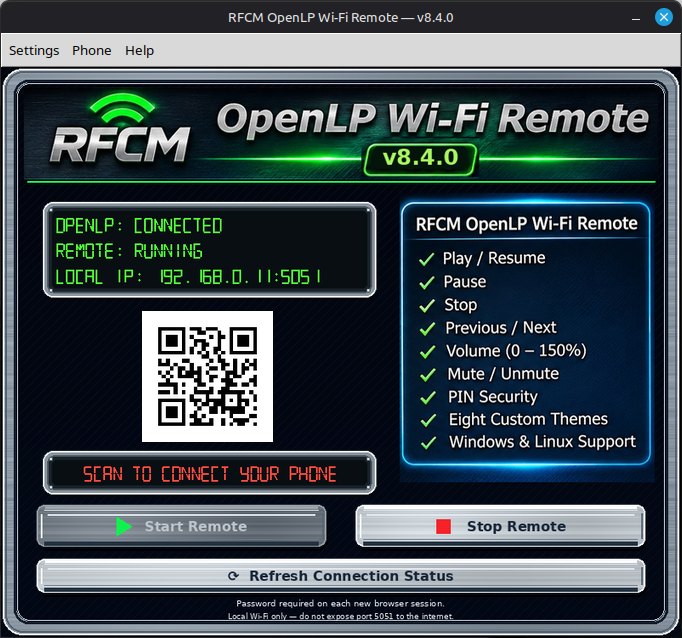 RFCM OpenLP Wi-Fi Remote — v8.4.0
Settings Phone Help
RFCM
OpenLP Wi-Fi Remote
v8.4.0
OPENLP: CONNECTED
REMOTE: RUNNING
LOCAL IP: 192.168.0.11:5051
SCAN TO CONNECT YOUR PHONE
RFCM OpenLP Wi-Fi Remote
✓ Play / Resume
✓ Pause
✓ Stop
✓ Previous / Next
✓ Volume (0 – 150%)
✓ Mute / Unmute
✓ PIN Security
✓ Eight Custom Themes
✓ Windows & Linux Support
Start Remote
Stop Remote
⟳ Refresh Connection Status
Password required on each new browser session.
Local Wi-Fi only — do not expose port 5051 to the internet.